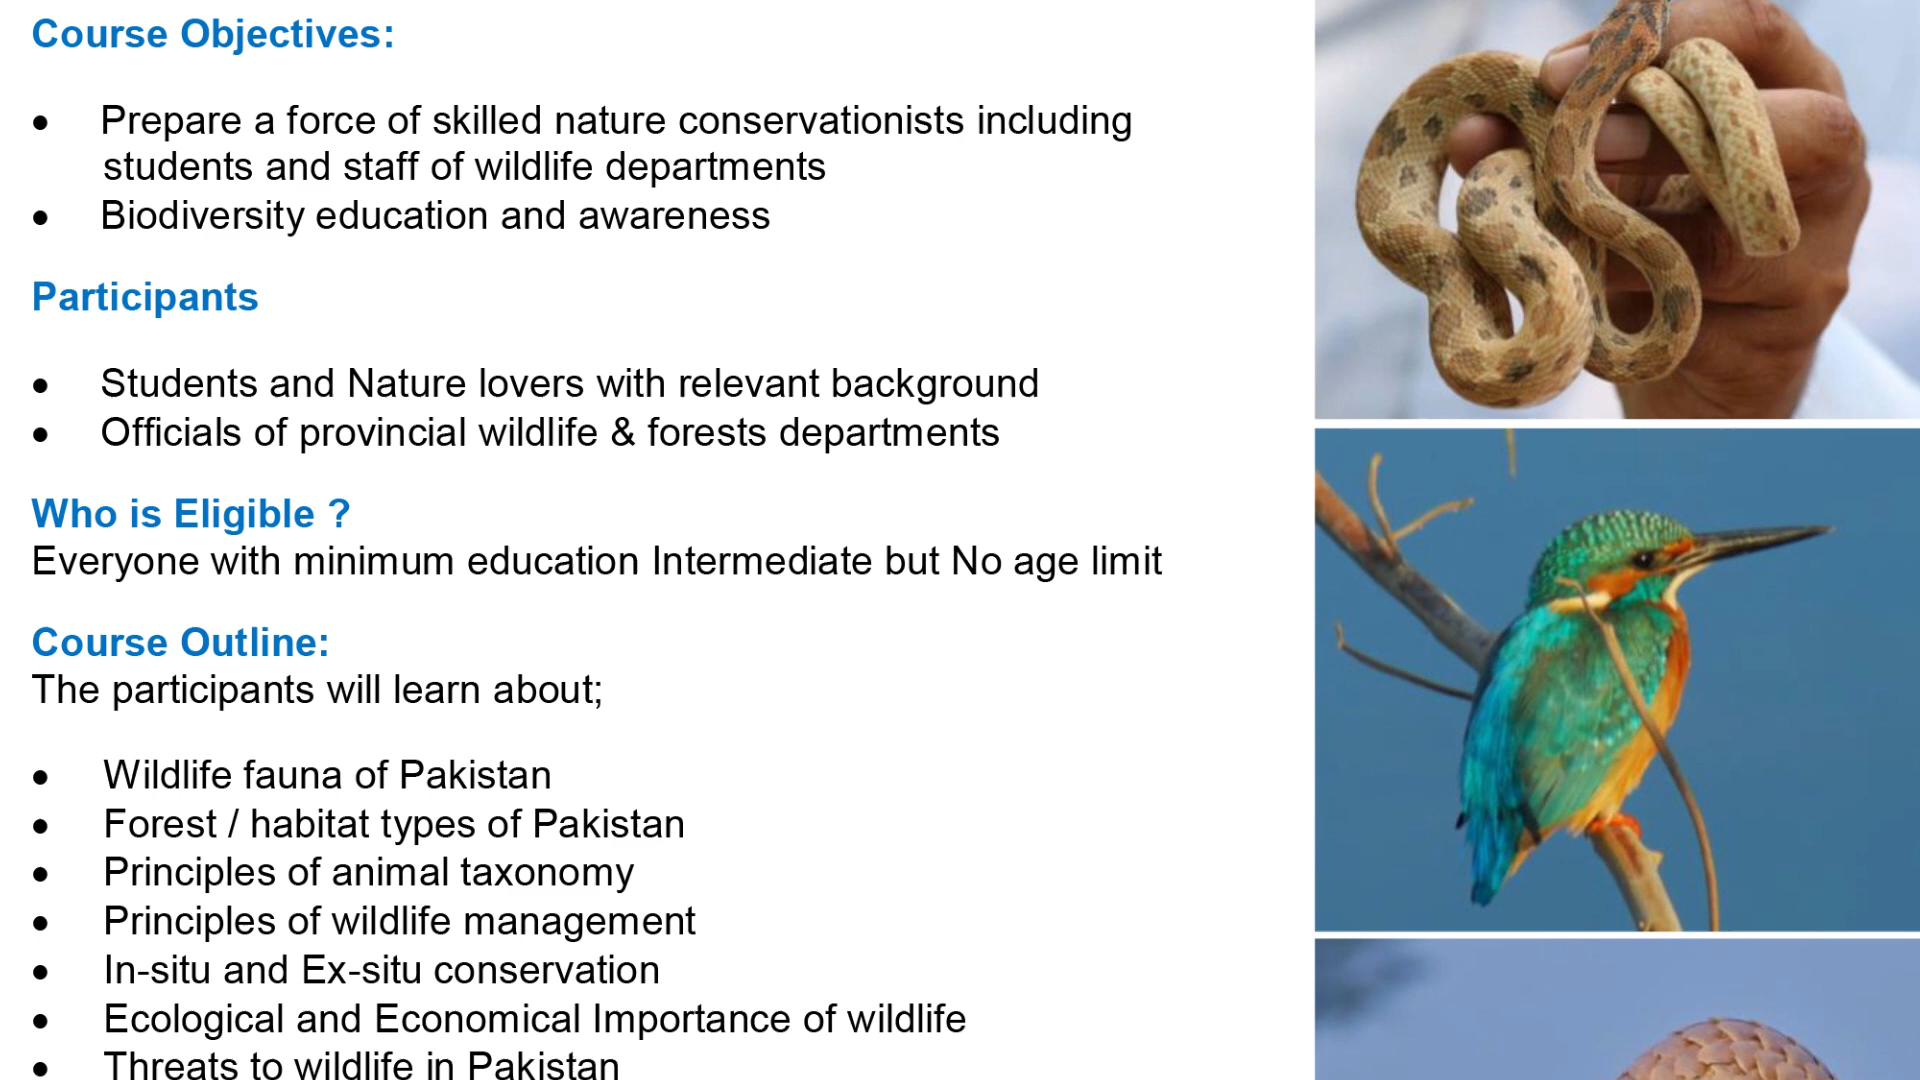 Course Objectives:
• Prepare a force of skilled nature conservationists including
students and staff of wildlife departments
• Biodiversity education and awareness
Participants
• Students and Nature lovers with relevant background
• Officials of provincial wildlife & forests departments
Who is Eligible ?
Everyone with minimum education Intermediate but No age limit
Course Outline:
The participants will learn about;
• Wildlife fauna of Pakistan
• Forest / habitat types of Pakistan
• Principles of animal taxonomy
• Principles of wildlife management
• In-situ and Ex-situ conservation
• Ecological and Economical Importance of wildlife
• Threats to wildlife in Pakistan